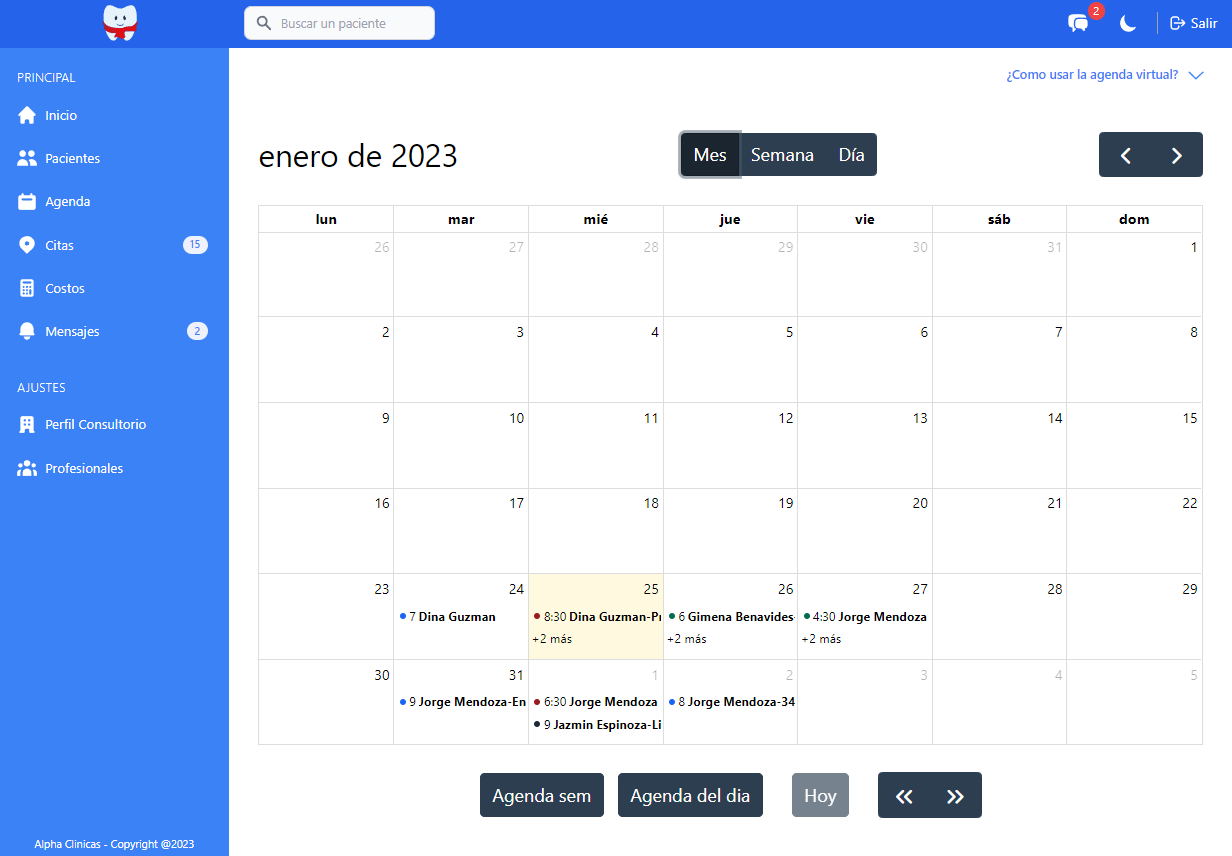 Buscar un paciente
2
Salir
PRINCIPAL
Inicio
Pacientes
Agenda
Citas 15
Costos
Mensajes 2
AJUSTES
Perfil Consultorio
Profesionales
Alpha Clinicas - Copyright @2023
¿Como usar la agenda virtual?
enero de 2023
Mes Semana Día
lun mar mié jue vie sáb dom
26 27 28 29 30 31 1
2 3 4 5 6 7 8
9 10 11 12 13 14 15
16 17 18 19 20 21 22
23 24 25 26 27 28 29
7 Dina Guzman 8:30 Dina Guzman-Pr 6 Gimena Benavides- 4:30 Jorge Mendoza
+2 más +2 más +2 más
30 31 1 2 3 4 5
9 Jorge Mendoza-En 6:30 Jorge Mendoza 8 Jorge Mendoza-34
9 Jazmin Espinoza-Li
Agenda sem Agenda del dia Hoy